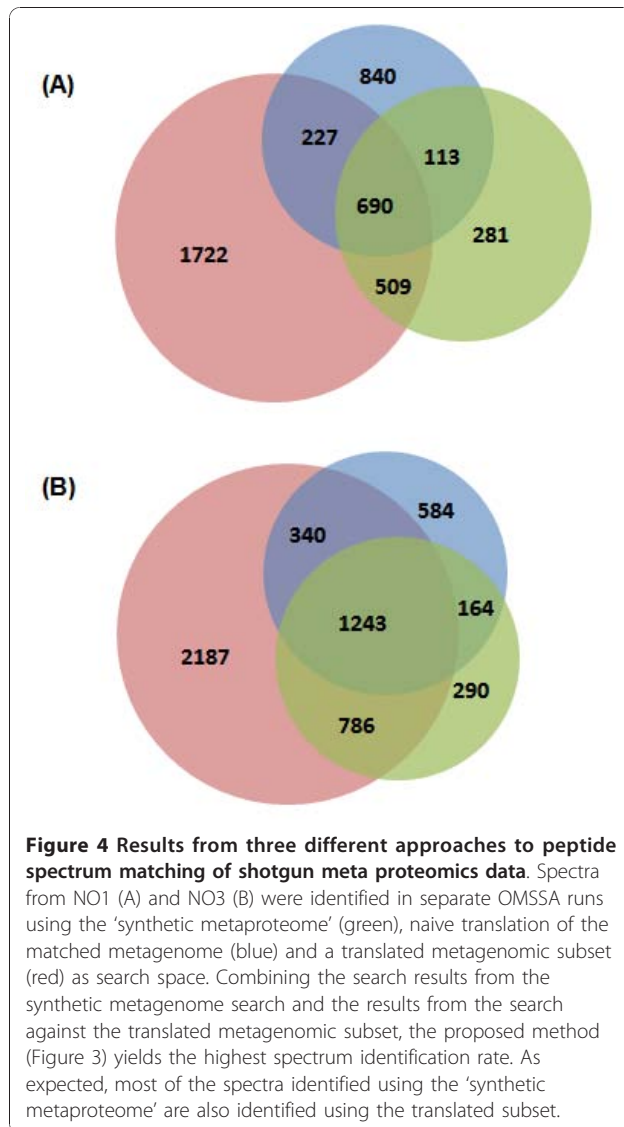 (A)
840
227
113
690
281
1722
509
(B)
584
340
164
1243
2187
290
786
Figure 4 Results from three different approaches to peptide
spectrum matching of shotgun meta proteomics data. Spectra
from NO1 (A) and NO3 (B) were identified in separate OMSSA runs
using the ‘synthetic metaproteome’ (green), naive translation of the
matched metagenome (blue) and a translated metagenomic subset
(red) as search space. Combining the search results from the
synthetic metagenome search and the results from the search
against the translated metagenomic subset, the proposed method
(Figure 3) yields the highest spectrum identification rate. As
expected, most of the spectra identified using the ‘synthetic
metaproteome’ are also identified using the translated subset.